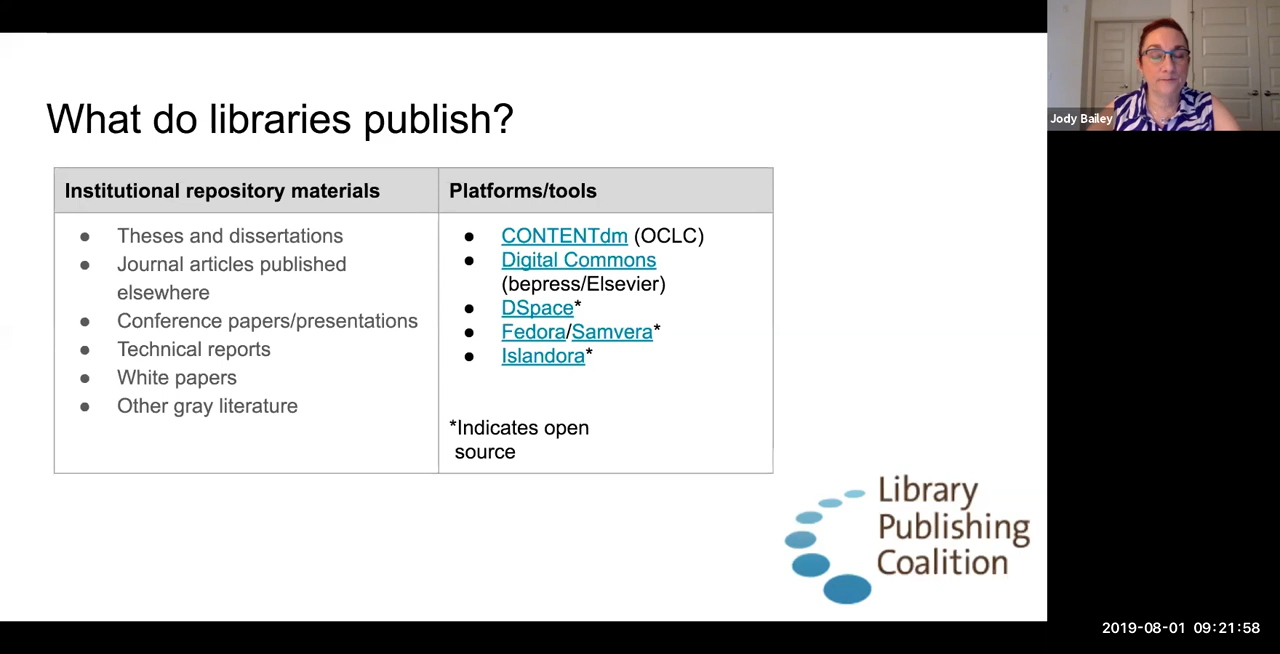 What do libraries publish?
Institutional repository materials
Platforms/tools
● Theses and dissertations
● Journal articles published
elsewhere
● Conference papers/presentations
● Technical reports
● White papers
● Other gray literature
● CONTENTdm (OCLC)
● Digital Commons
(bepress/Elsevier)
● DSpace*
● Fedora/Samvera*
● Islandora*
*Indicates open
source
Library
Publishing
Coalition
Jody Bailey
2019-08-01 09:21:58